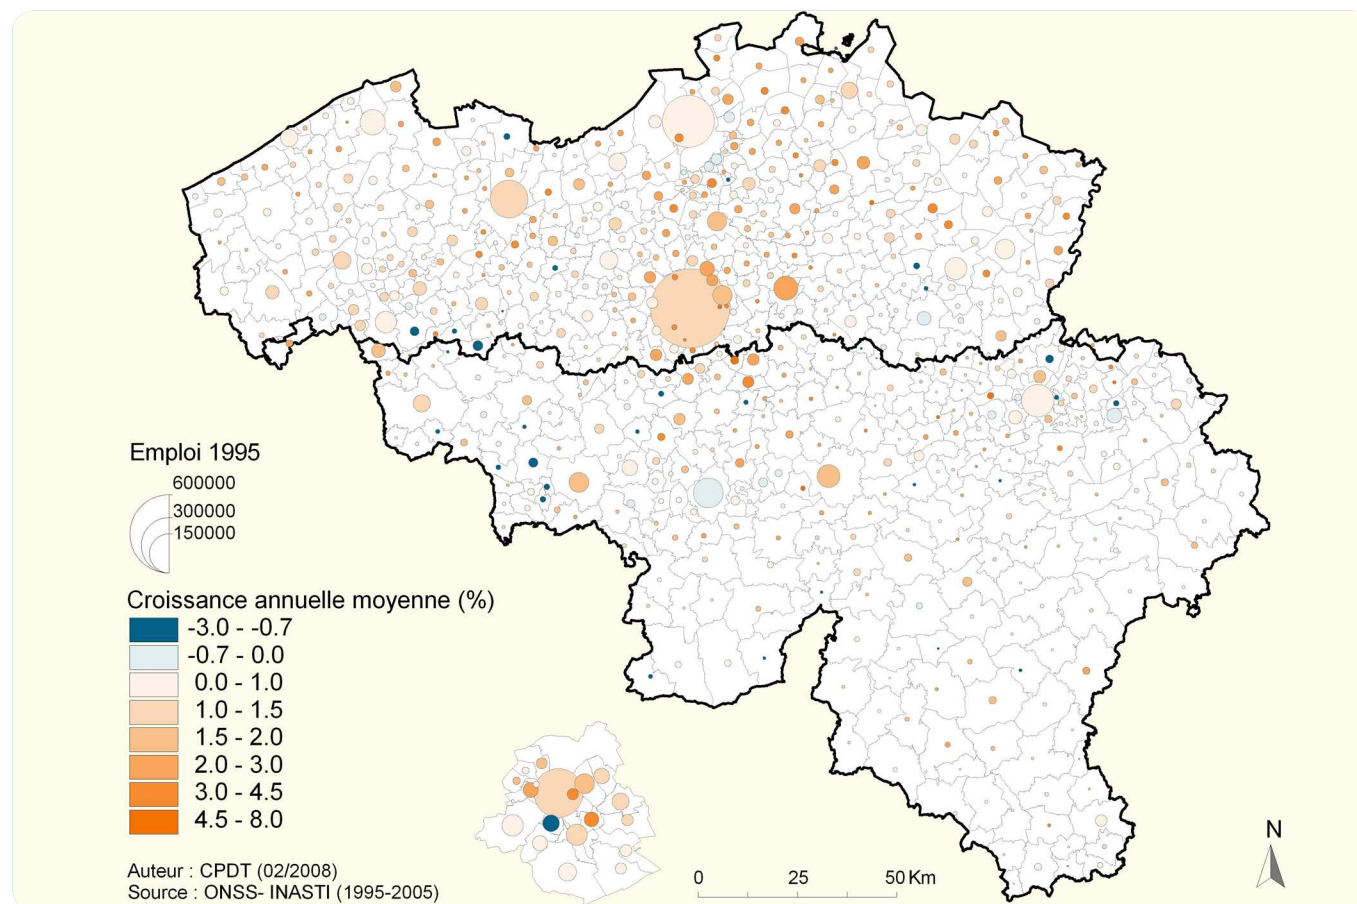 Emploi 1995
600000
300000
150000
Croissance annuelle moyenne (%)
-3.0 - -0.7
-0.7 - 0.0
0.0 - 1.0
1.0 - 1.5
1.5 - 2.0
2.0 - 3.0
3.0 - 4.5
4.5 - 8.0
Auteur : CPDT (02/2008)
Source : ONSS- INASTI (1995-2005)
0 25 50 Km
N